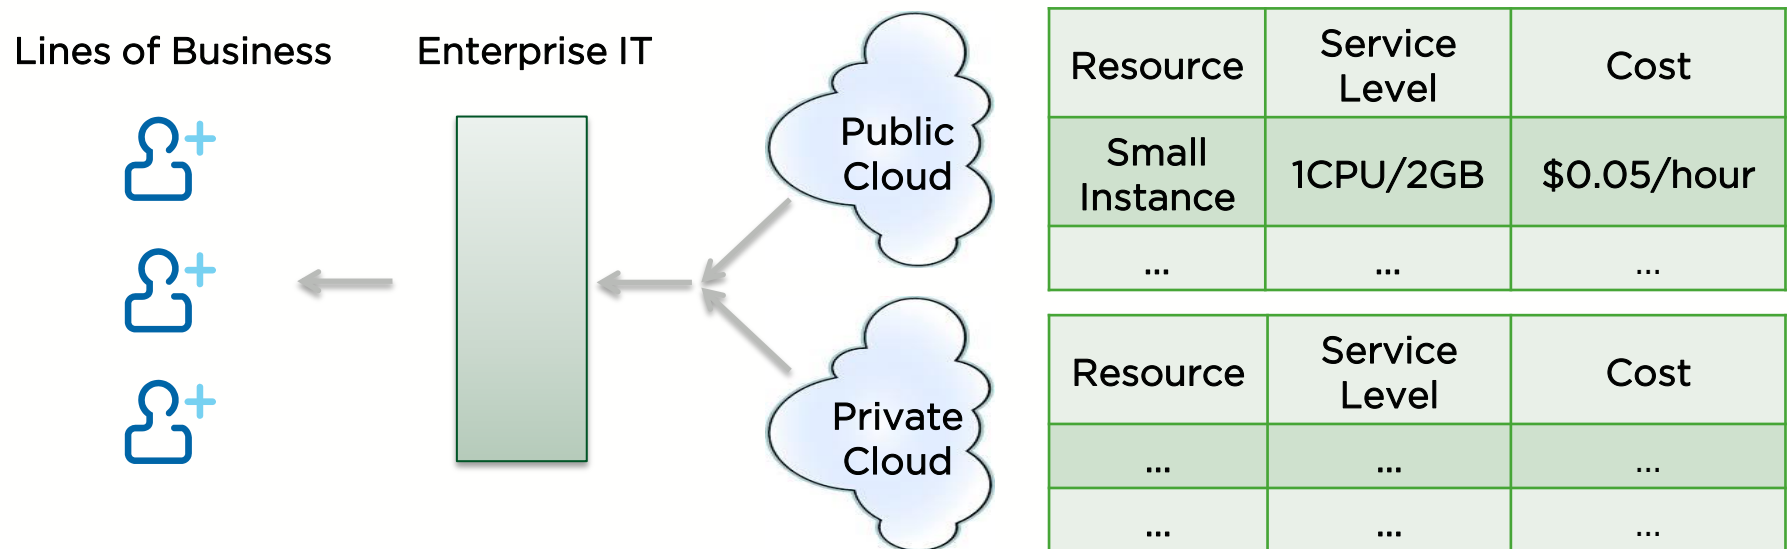 Lines of Business
Enterprise IT
Public
Cloud
Private
Cloud
Resource
Service
Level
Cost
Small
Instance
1CPU/2GB
$0.05/hour
...
...
...
Resource
Service
Level
Cost
...
...
...
...
...
...